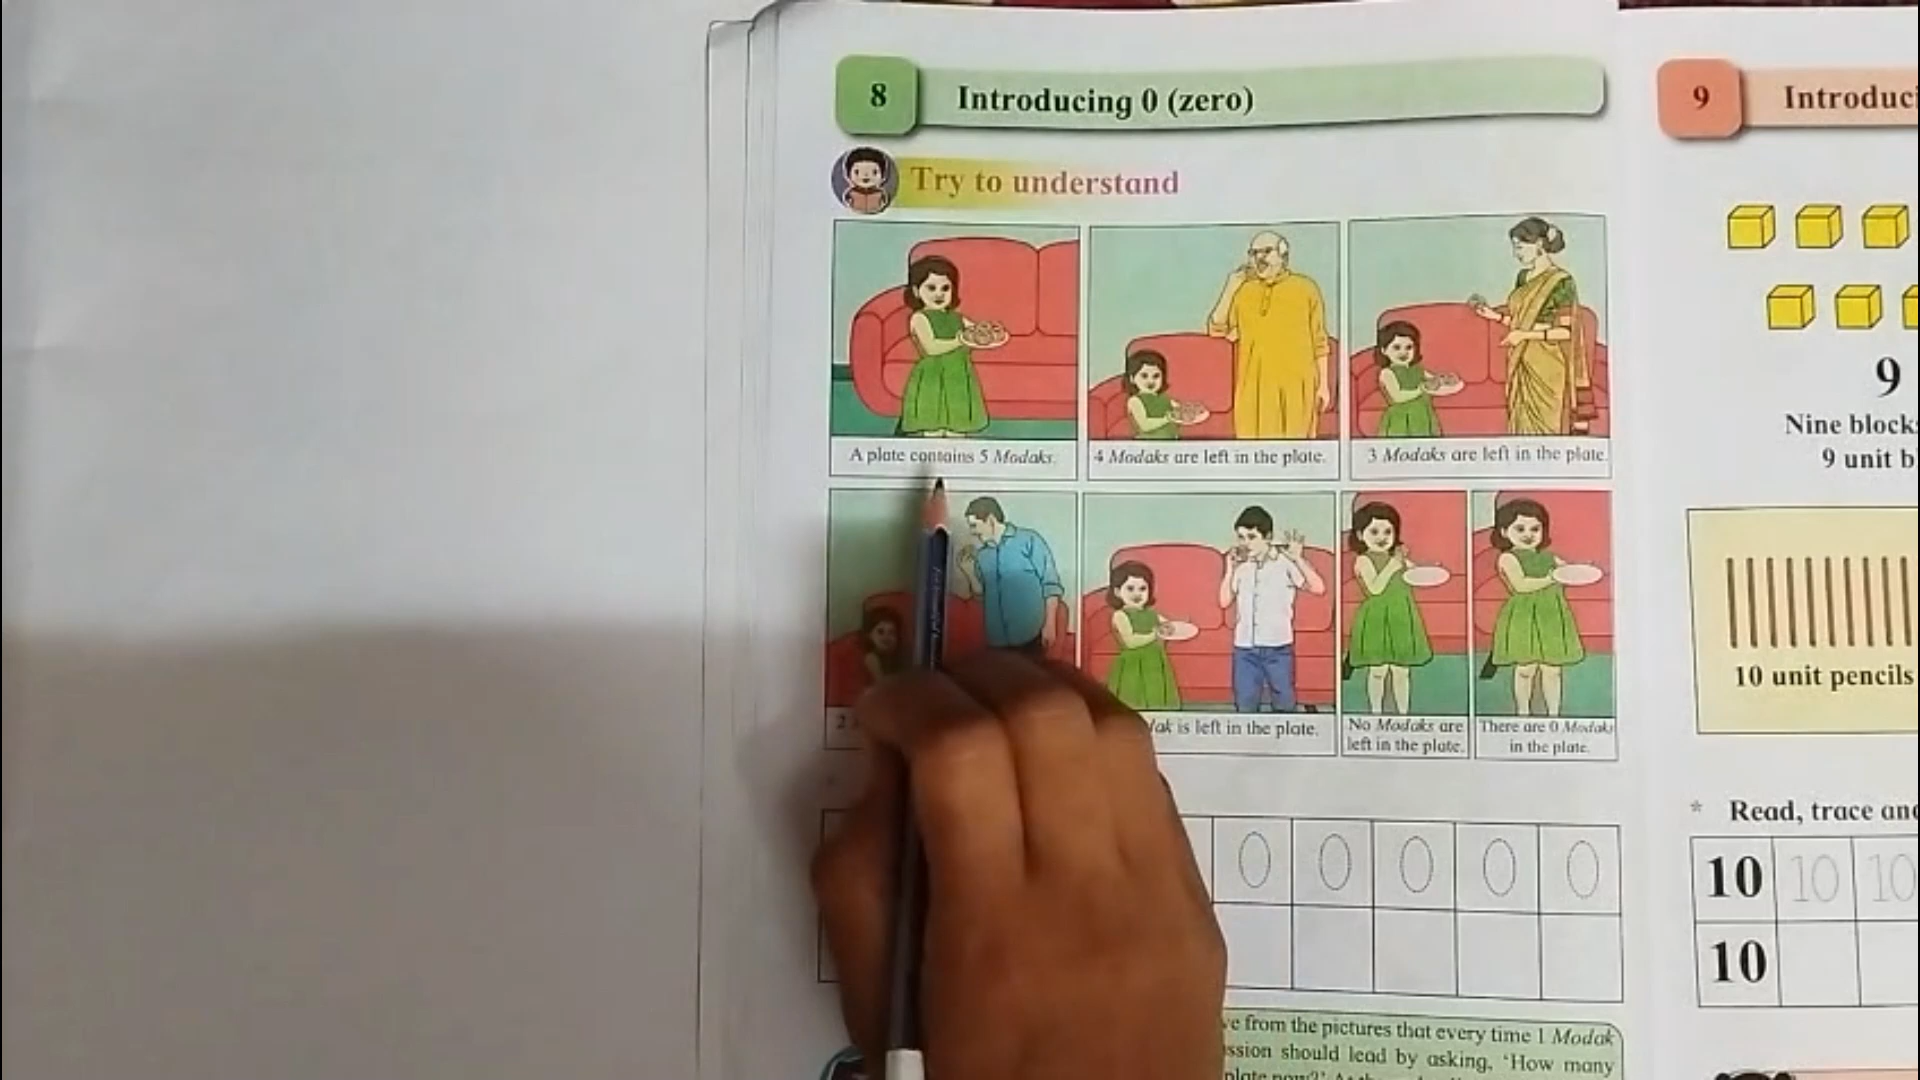 8 Introducing 0 (zero)
Try to understand
A plate contains 5 Modaks.
4 Modaks are left in the plate.
3 Modaks are left in the plate.
2
is left in the plate.
No Modaks are
left in the plate.
There are 0 Modaks
in the plate.
0 0 0 0 0
from the pictures that every time 1 Modak
should lead by asking, 'How many
9
9
Nine blocks
9 unit
10 unit pencils
* Read, trace and
10 10 10
10